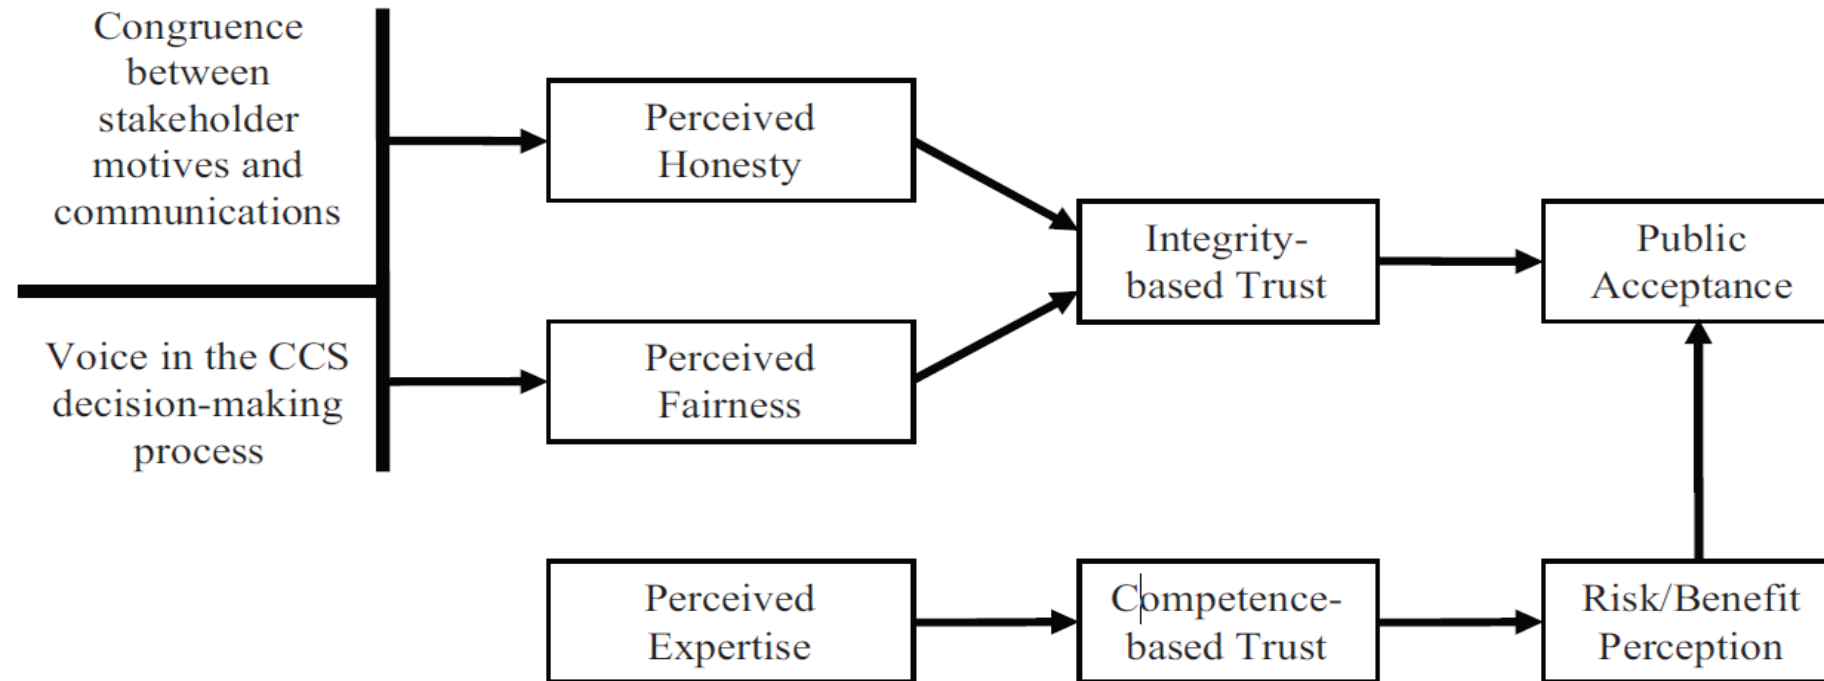 Congruence
between
stakeholder
motives and
communications
Voice in the CCS
decision-making
process
Perceived
Honesty
Perceived
Fairness
Integrity-
based Trust
Public
Acceptance
Perceived
Expertise
Competence-
based Trust
Risk/Benefit
Perception